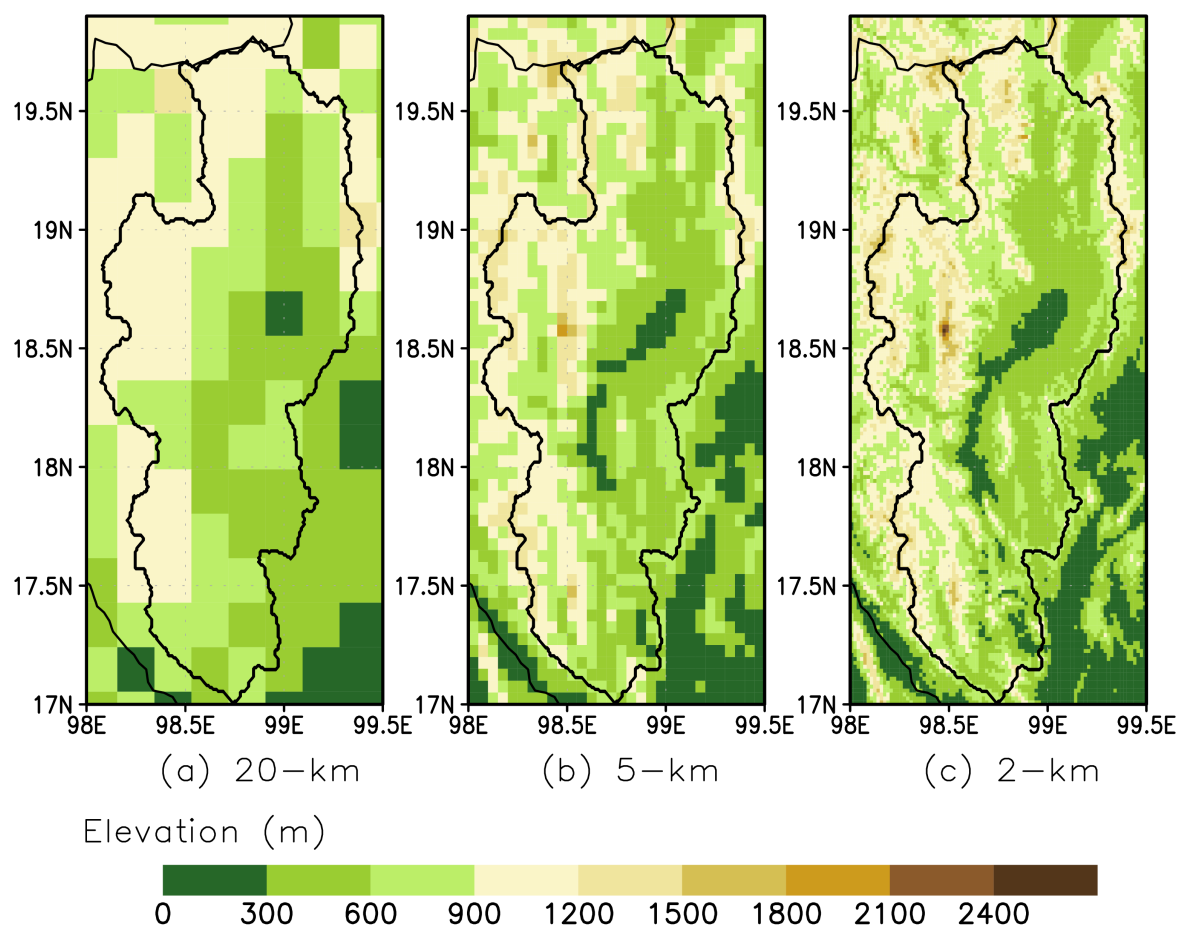 19.5N
19N
18.5N
18N
17.5N
17N
98E 98.5E 99E 99.5E
(a) 20-km
19.5N
19N
18.5N
18N
17.5N
17N
98E 98.5E 99E 99.5E
(b) 5-km
19.5N
19N
18.5N
18N
17.5N
17N
98E 98.5E 99E 99.5E
(c) 2-km
Elevation (m)
0 300 600 900 1200 1500 1800 2100 2400